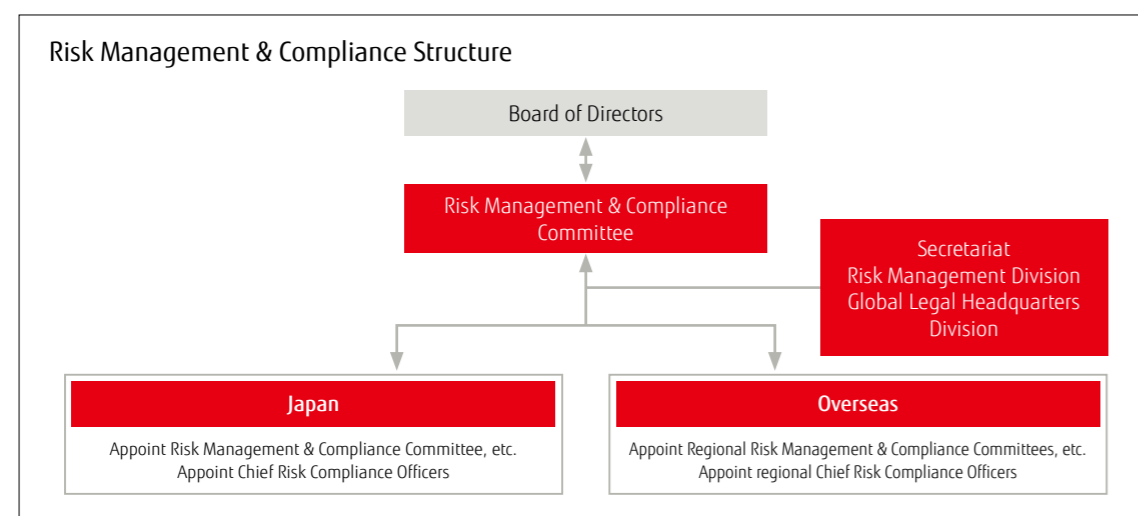 Risk Management & Compliance Structure
Board of Directors
Risk Management & Compliance
Committee
Secretariat
Risk Management Division
Global Legal Headquarters
Division
Japan
Appoint Risk Management & Compliance Committee, etc.
Appoint Chief Risk Compliance Officers
Overseas
Appoint Regional Risk Management & Compliance Committees, etc.
Appoint regional Chief Risk Compliance Officers